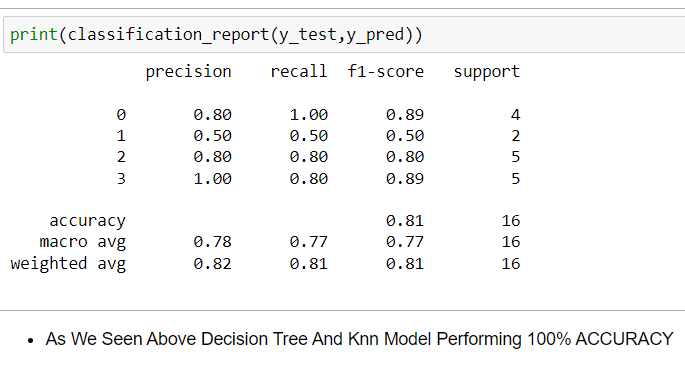 print(classification_report(y_test,y_pred))
precision recall f1-score support
0 0.80 1.00 0.89 4
1 0.50 0.50 0.50 2
2 0.80 0.80 0.80 5
3 1.00 0.80 0.89 5
accuracy 0.81 16
macro avg 0.78 0.77 0.77 16
weighted avg 0.82 0.81 0.81 16
• As We Seen Above Decision Tree And Knn Model Performing 100% ACCURACY